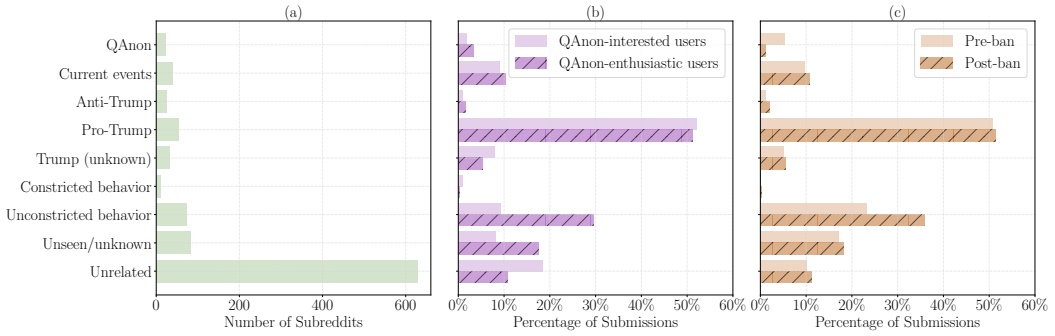 (a)
(b)
(c)
QAnon
Current events
Anti-Trump
Pro-Trump
Trump (unknown)
Constricted behavior
Unconstricted behavior
Unseen/unknown
Unrelated
QAnon-interested users
QAnon-enthusiastic users
Pre-ban
Post-ban
0 200 400 600
0% 10% 20% 30% 40% 50% 60%
0% 10% 20% 30% 40% 50% 60%
Number of Subreddits
Percentage of Submissions
Percentage of Submissions